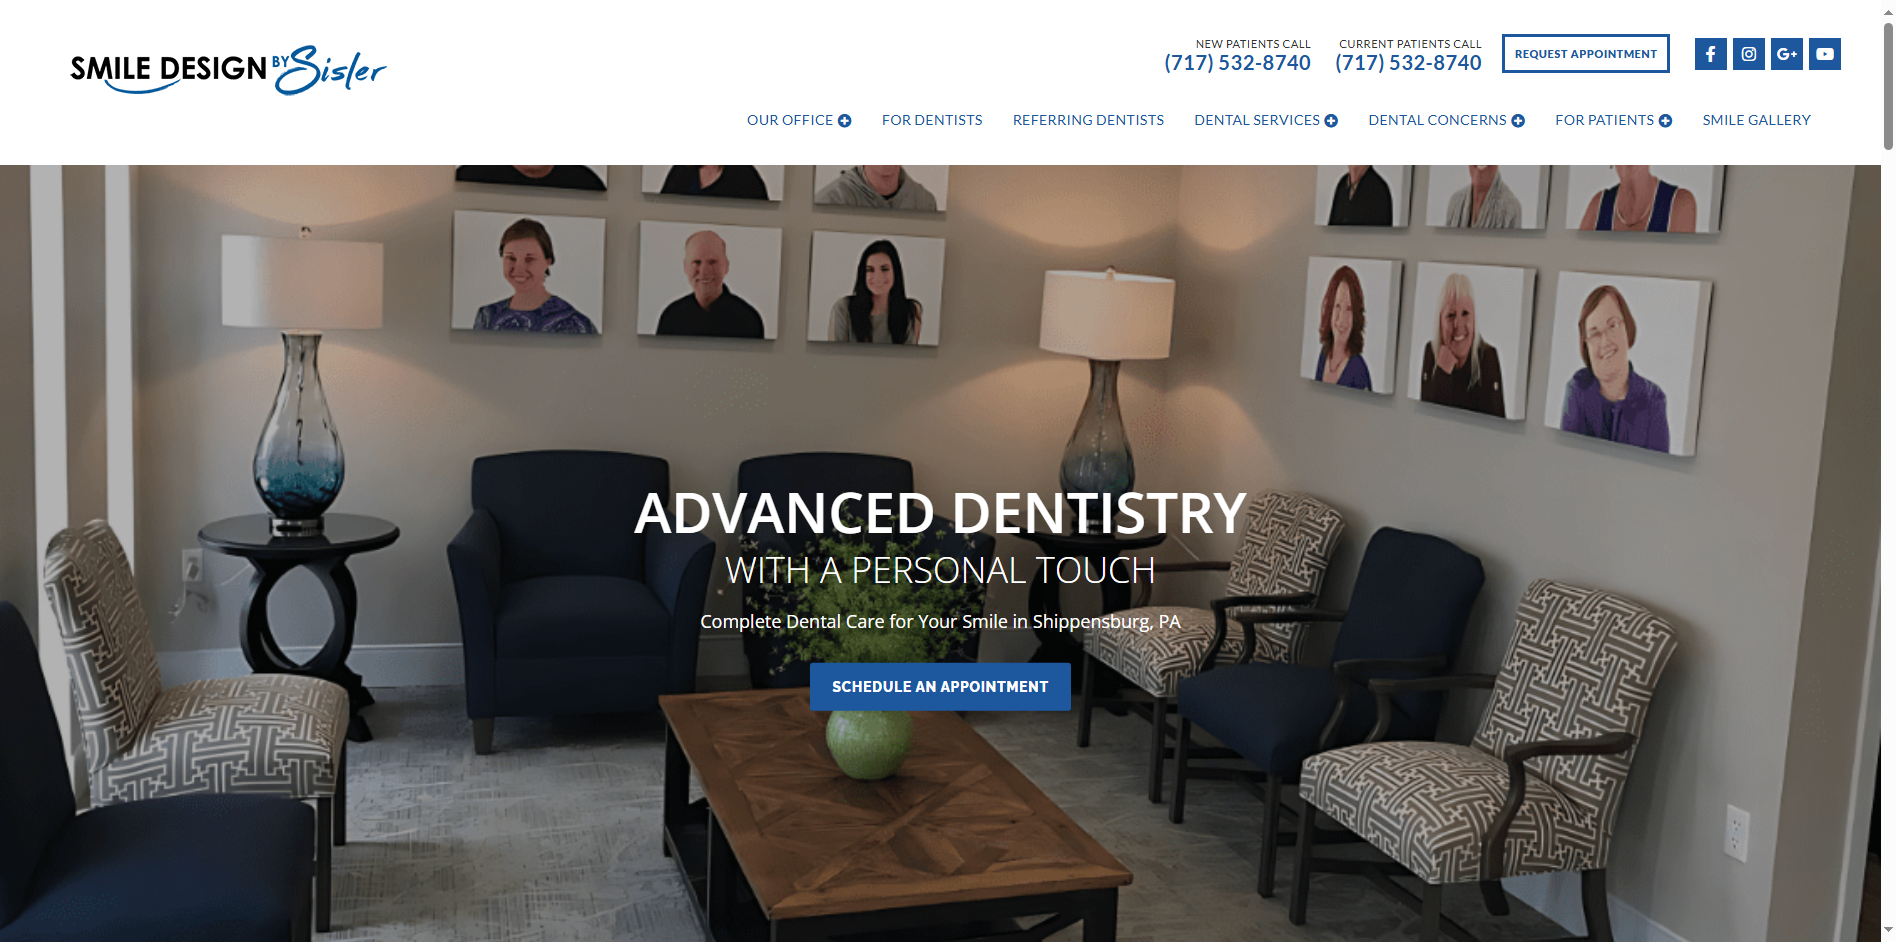 SMILE DESIGN BY Sisler
NEW PATIENTS CALL
(717) 532-8740
CURRENT PATIENTS CALL
(717) 532-8740
REQUEST APPOINTMENT
G+
OUR OFFICE
FOR DENTISTS
REFERRING DENTISTS
DENTAL SERVICES
DENTAL CONCERNS
FOR PATIENTS
SMILE GALLERY
ADVANCED DENTISTRY
WITH A PERSONAL TOUCH
Complete Dental Care for Your Smile in Shippensburg, PA
SCHEDULE AN APPOINTMENT